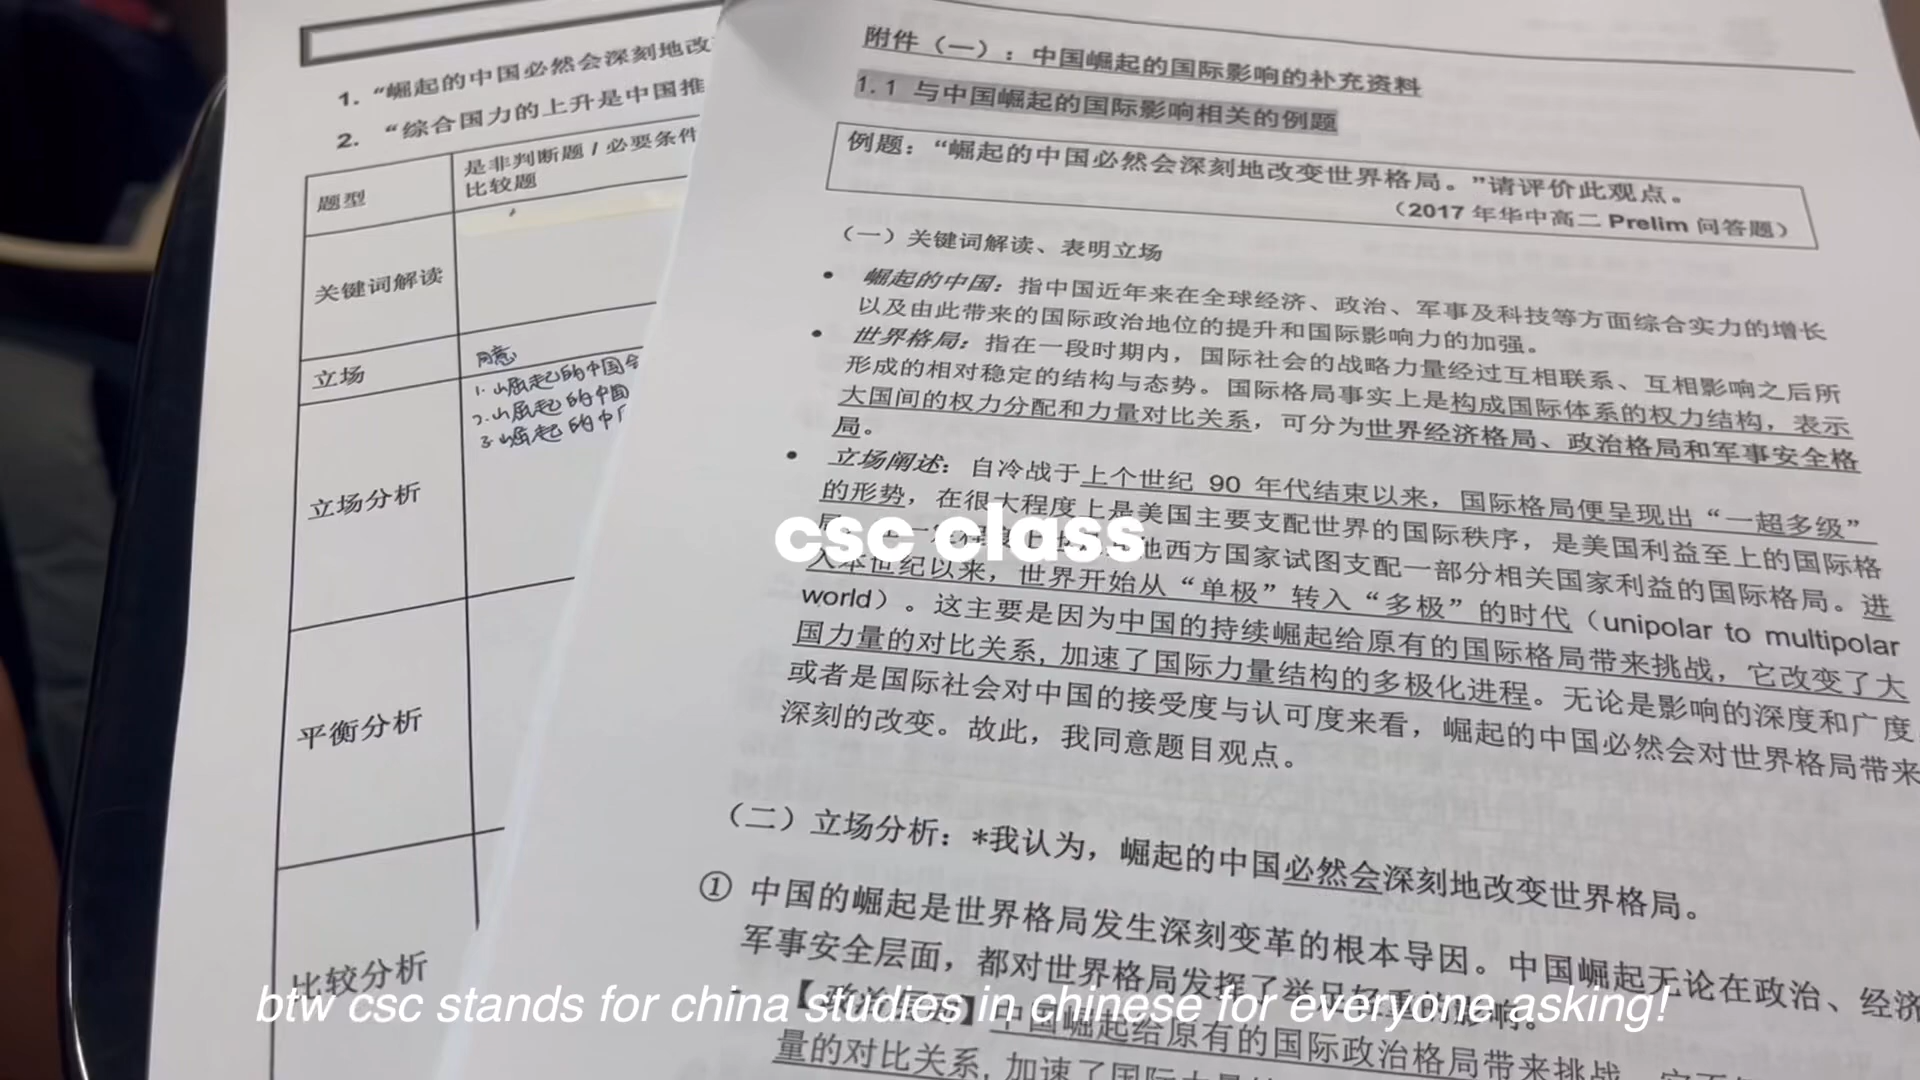 1. “崛起的中国必然会深刻地改
2. “综合国力的上升是中国推
题型
是非判断题 / 必要条件
比较题
关键词解读
立场
同意
1. 崛起的中国会
2. 崛起的中国
3. 崛起的中
立场分析
平衡分析
比较分析
附件（一）：中国崛起的国际影响的补充资料
1.1 与中国崛起的国际影响相关的例题
例题：“崛起的中国必然会深刻地改变世界格局。”请评价此观点。
（2017 年华中高二 Prelim 问答题）
（一）关键词解读、表明立场
• 崛起的中国：指中国近年来在全球经济、政治、军事及科技等方面综合实力的增长
以及由此带来的国际政治地位的提升和国际影响力的加强。
• 世界格局：指在一段时期内，国际社会的战略力量经过互相联系、互相影响之后所
形成的相对稳定的结构与态势。国际格局事实上是构成国际体系的权力结构，表示
大国间的权力分配和力量对比关系，可分为世界经济格局、政治格局和军事安全格
局。
• 立场阐述：自冷战于上个世纪 90 年代结束以来，国际格局便呈现出“一超多级”
的形势，在很大程度上是美国主要支配世界的国际秩序，是美国利益至上的国际格
他西方国家试图支配一部分相关国家利益的国际格局。进
入本世纪以来，世界开始从“单极”转入“多极”的时代（unipolar to multipolar
world）。这主要是因为中国的持续崛起给原有的国际格局带来挑战，它改变了大
国力量的对比关系, 加速了国际力量结构的多极化进程。无论是影响的深度和广度
或者是国际社会对中国的接受度与认可度来看，崛起的中国必然会对世界格局带来
深刻的改变。故此，我同意题目观点。
（二）立场分析：*我认为，崛起的中国必然会深刻地改变世界格局。
① 中国的崛起是世界格局发生深刻变革的根本导因。中国崛起无论在政治、经济
军事安全层面，都对世界格局发挥了举足轻重的影响。
中国崛起给原有的国际政治格局带来挑战
量的对比关系, 加速了国际力量
csc class
btw csc stands for china studies in chinese for everyone asking!